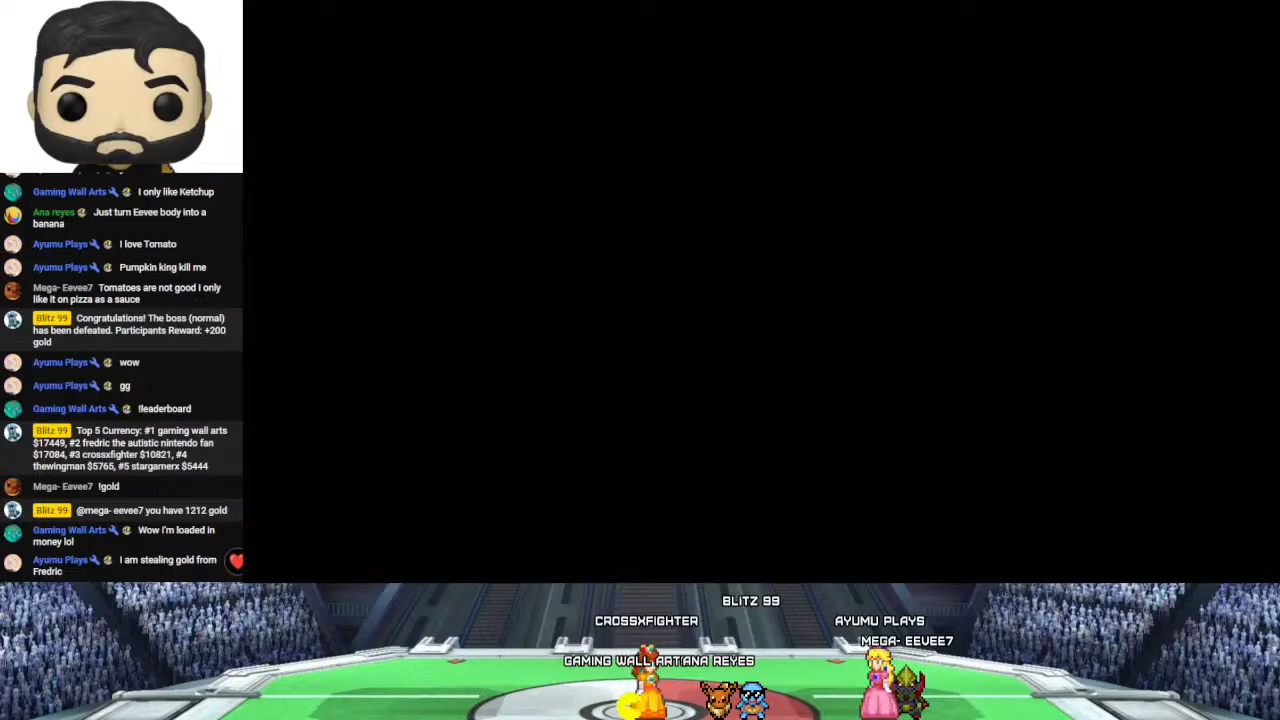 Gaming Wall Arts I only like Ketchup
Ana reyes Just turn Eevee body into a
banana
Ayumu Plays I love Tomato
Ayumu Plays Pumpkin king kill me
Mega- Eevee7 Tomatoes are not good I only
like it on pizza as a sauce
Blitz 99 Congratulations! The boss (normal)
has been defeated. Participants Reward: +200
gold
Ayumu Plays wow
Ayumu Plays gg
Gaming Wall Arts !leaderboard
Blitz 99 Top 5 Currency: #1 gaming wall arts
$17449, #2 fredric the autistic nintendo fan
$17084, #3 crossxfighter $10821, #4
thewingman $5765, #5 stargamerx $5444
Mega- Eevee7 !gold
Blitz 99 @mega- eevee7 you have 1212 gold
Gaming Wall Arts Wow I'm loaded in
money lol
Ayumu Plays I am stealing gold from
Fredric
BLITZ 99
CROSSXFIGHTER
AYUMU PLAYS
MEGA- EEVEE7
GAMING WALL ART
ANA REYES